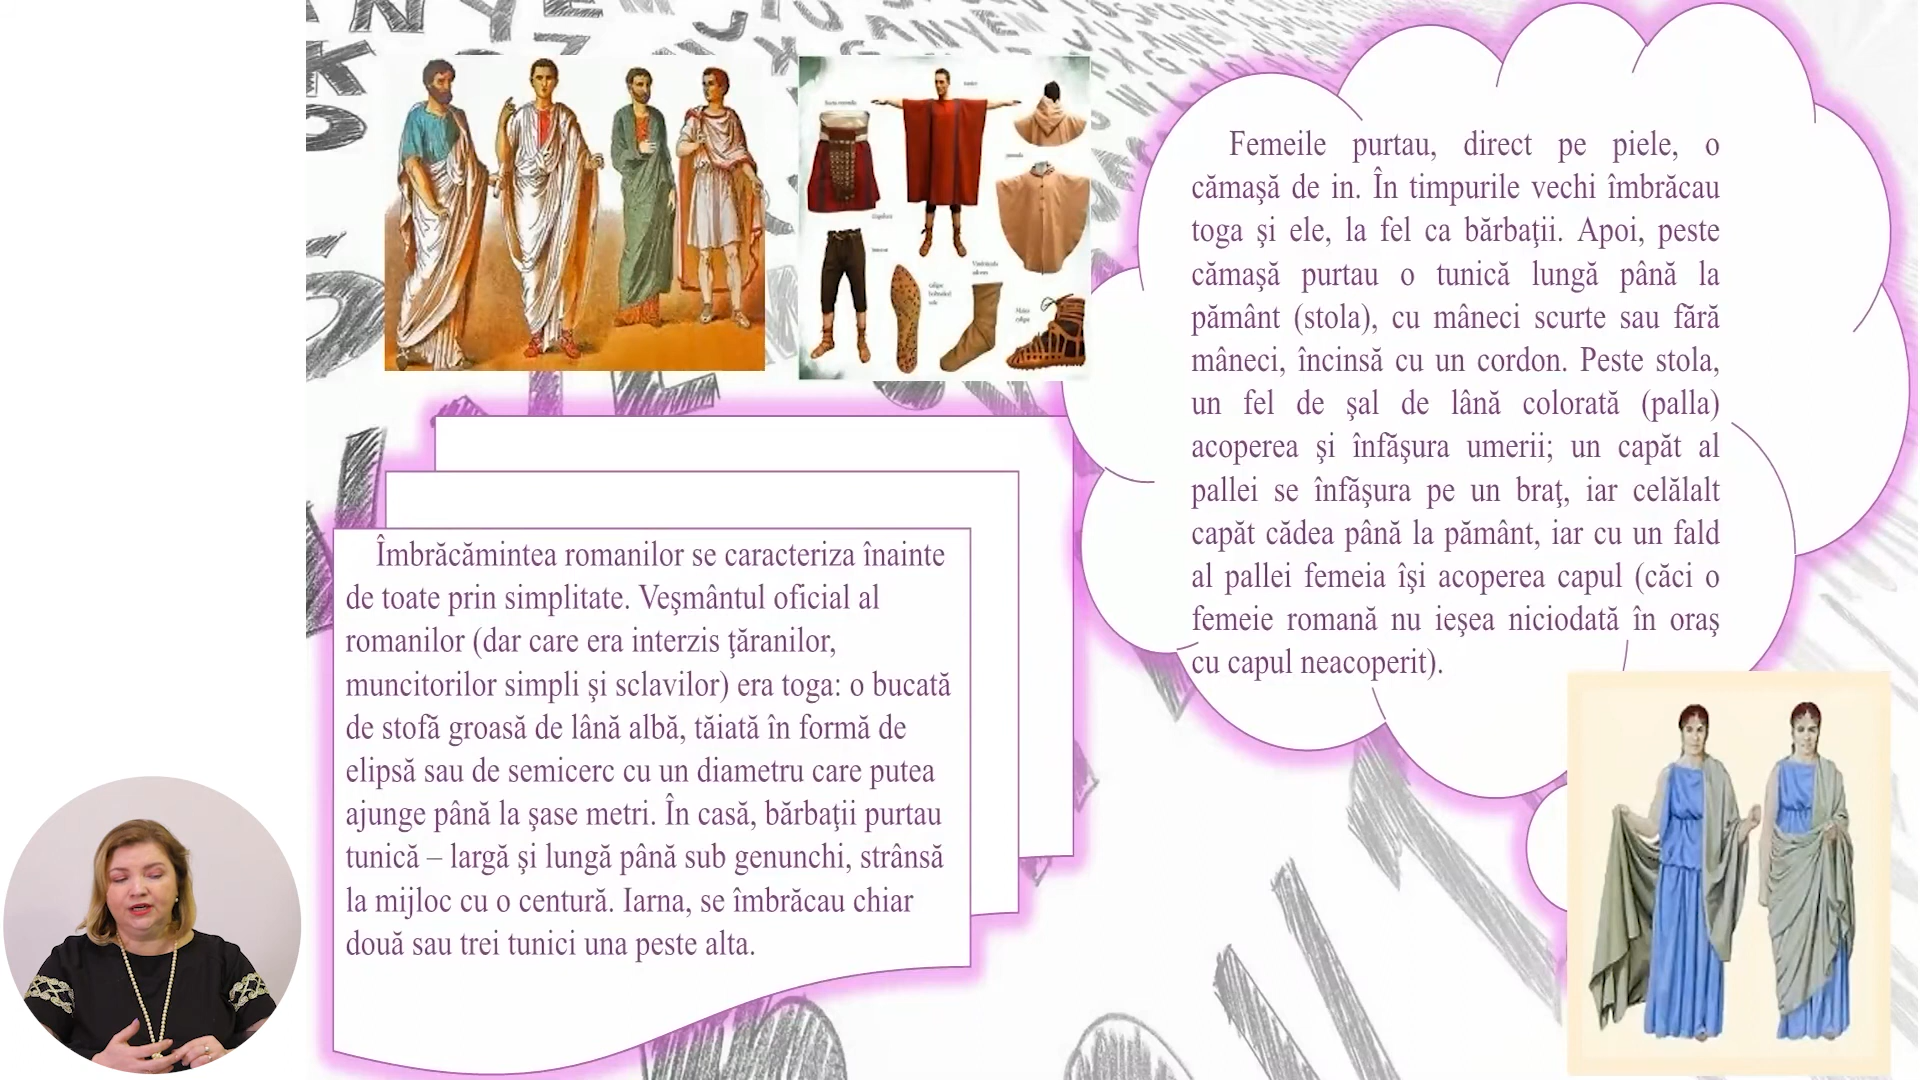 Îmbrăcămintea romanilor se caracteriza înainte
de toate prin simplitate. Veşmântul oficial al
romanilor (dar care era interzis ţăranilor,
muncitorilor simpli şi sclavilor) era toga: o bucată
de stofă groasă de lână albă, tăiată în formă de
elipsă sau de semicerc cu un diametru care putea
ajunge până la şase metri. În casă, bărbaţii purtau
tunică – largă şi lungă până sub genunchi, strânsă
la mijloc cu o centură. Iarna, se îmbrăcau chiar
două sau trei tunici una peste alta.
Femeile purtau, direct pe piele, o
cămaşă de in. În timpurile vechi îmbrăcau
toga şi ele, la fel ca bărbaţii. Apoi, peste
cămaşă purtau o tunică lungă până la
pământ (stola), cu mâneci scurte sau fără
mâneci, încinsă cu un cordon. Peste stola,
un fel de şal de lână colorată (palla)
acoperea şi înfăşura umerii; un capăt al
pallei se înfăşura pe un braţ, iar celălalt
capăt cădea până la pământ, iar cu un fald
al pallei femeia îşi acoperea capul (căci o
femeie romană nu ieşea niciodată în oraş
cu capul neacoperit).